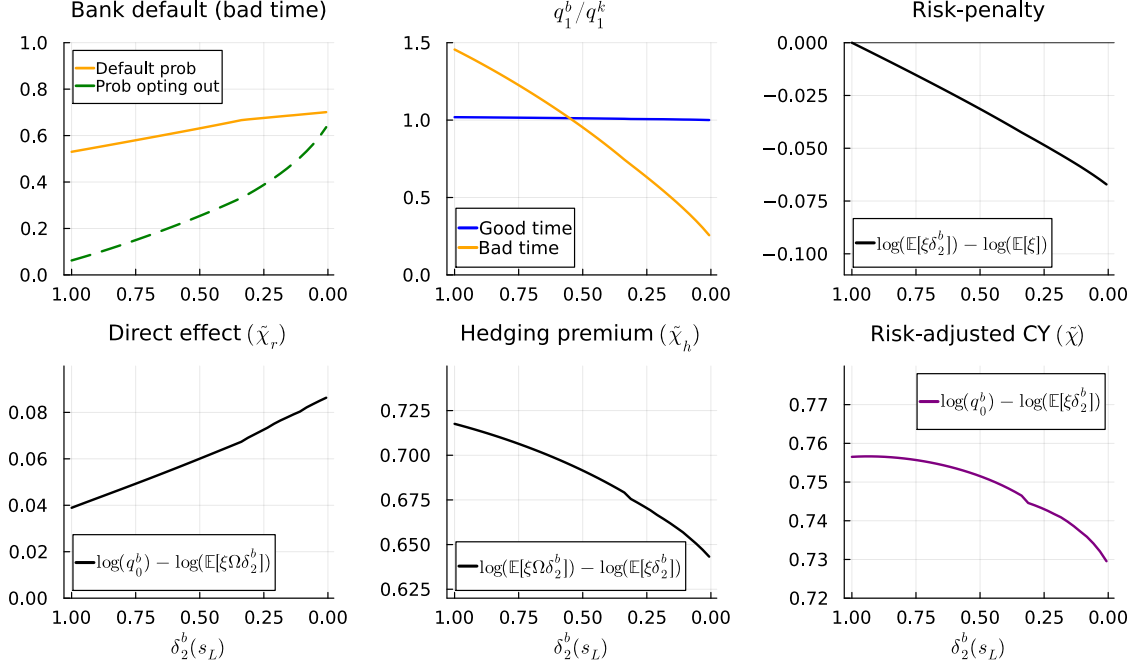 Bank default (bad time)
1.0
0.8
0.6
0.4
0.2
0.0
Default prob
Prob opting out
1.00 0.75 0.50 0.25 0.00
q_1^b/q_1^k
1.5
1.0
0.5
0.0
Good time
Bad time
1.00 0.75 0.50 0.25 0.00
Risk-penalty
0.000
−0.025
−0.050
−0.075
−0.100
log(𝔼[ξδ_2^b]) − log(𝔼[ξ])
1.00 0.75 0.50 0.25 0.00
Direct effect (χ̃_r)
0.08
0.06
0.04
0.02
0.00
log(q_0^b) − log(𝔼[ξΩδ_2^b])
1.00 0.75 0.50 0.25 0.00
δ_2^b(s_L)
Hedging premium (χ̃_h)
0.725
0.700
0.675
0.650
0.625
log(𝔼[ξΩδ_2^b]) − log(𝔼[ξδ_2^b])
1.00 0.75 0.50 0.25 0.00
δ_2^b(s_L)
Risk-adjusted CY (χ̃)
0.77
0.76
0.75
0.74
0.73
0.72
log(q_0^b) − log(𝔼[ξδ_2^b])
1.00 0.75 0.50 0.25 0.00
δ_2^b(s_L)